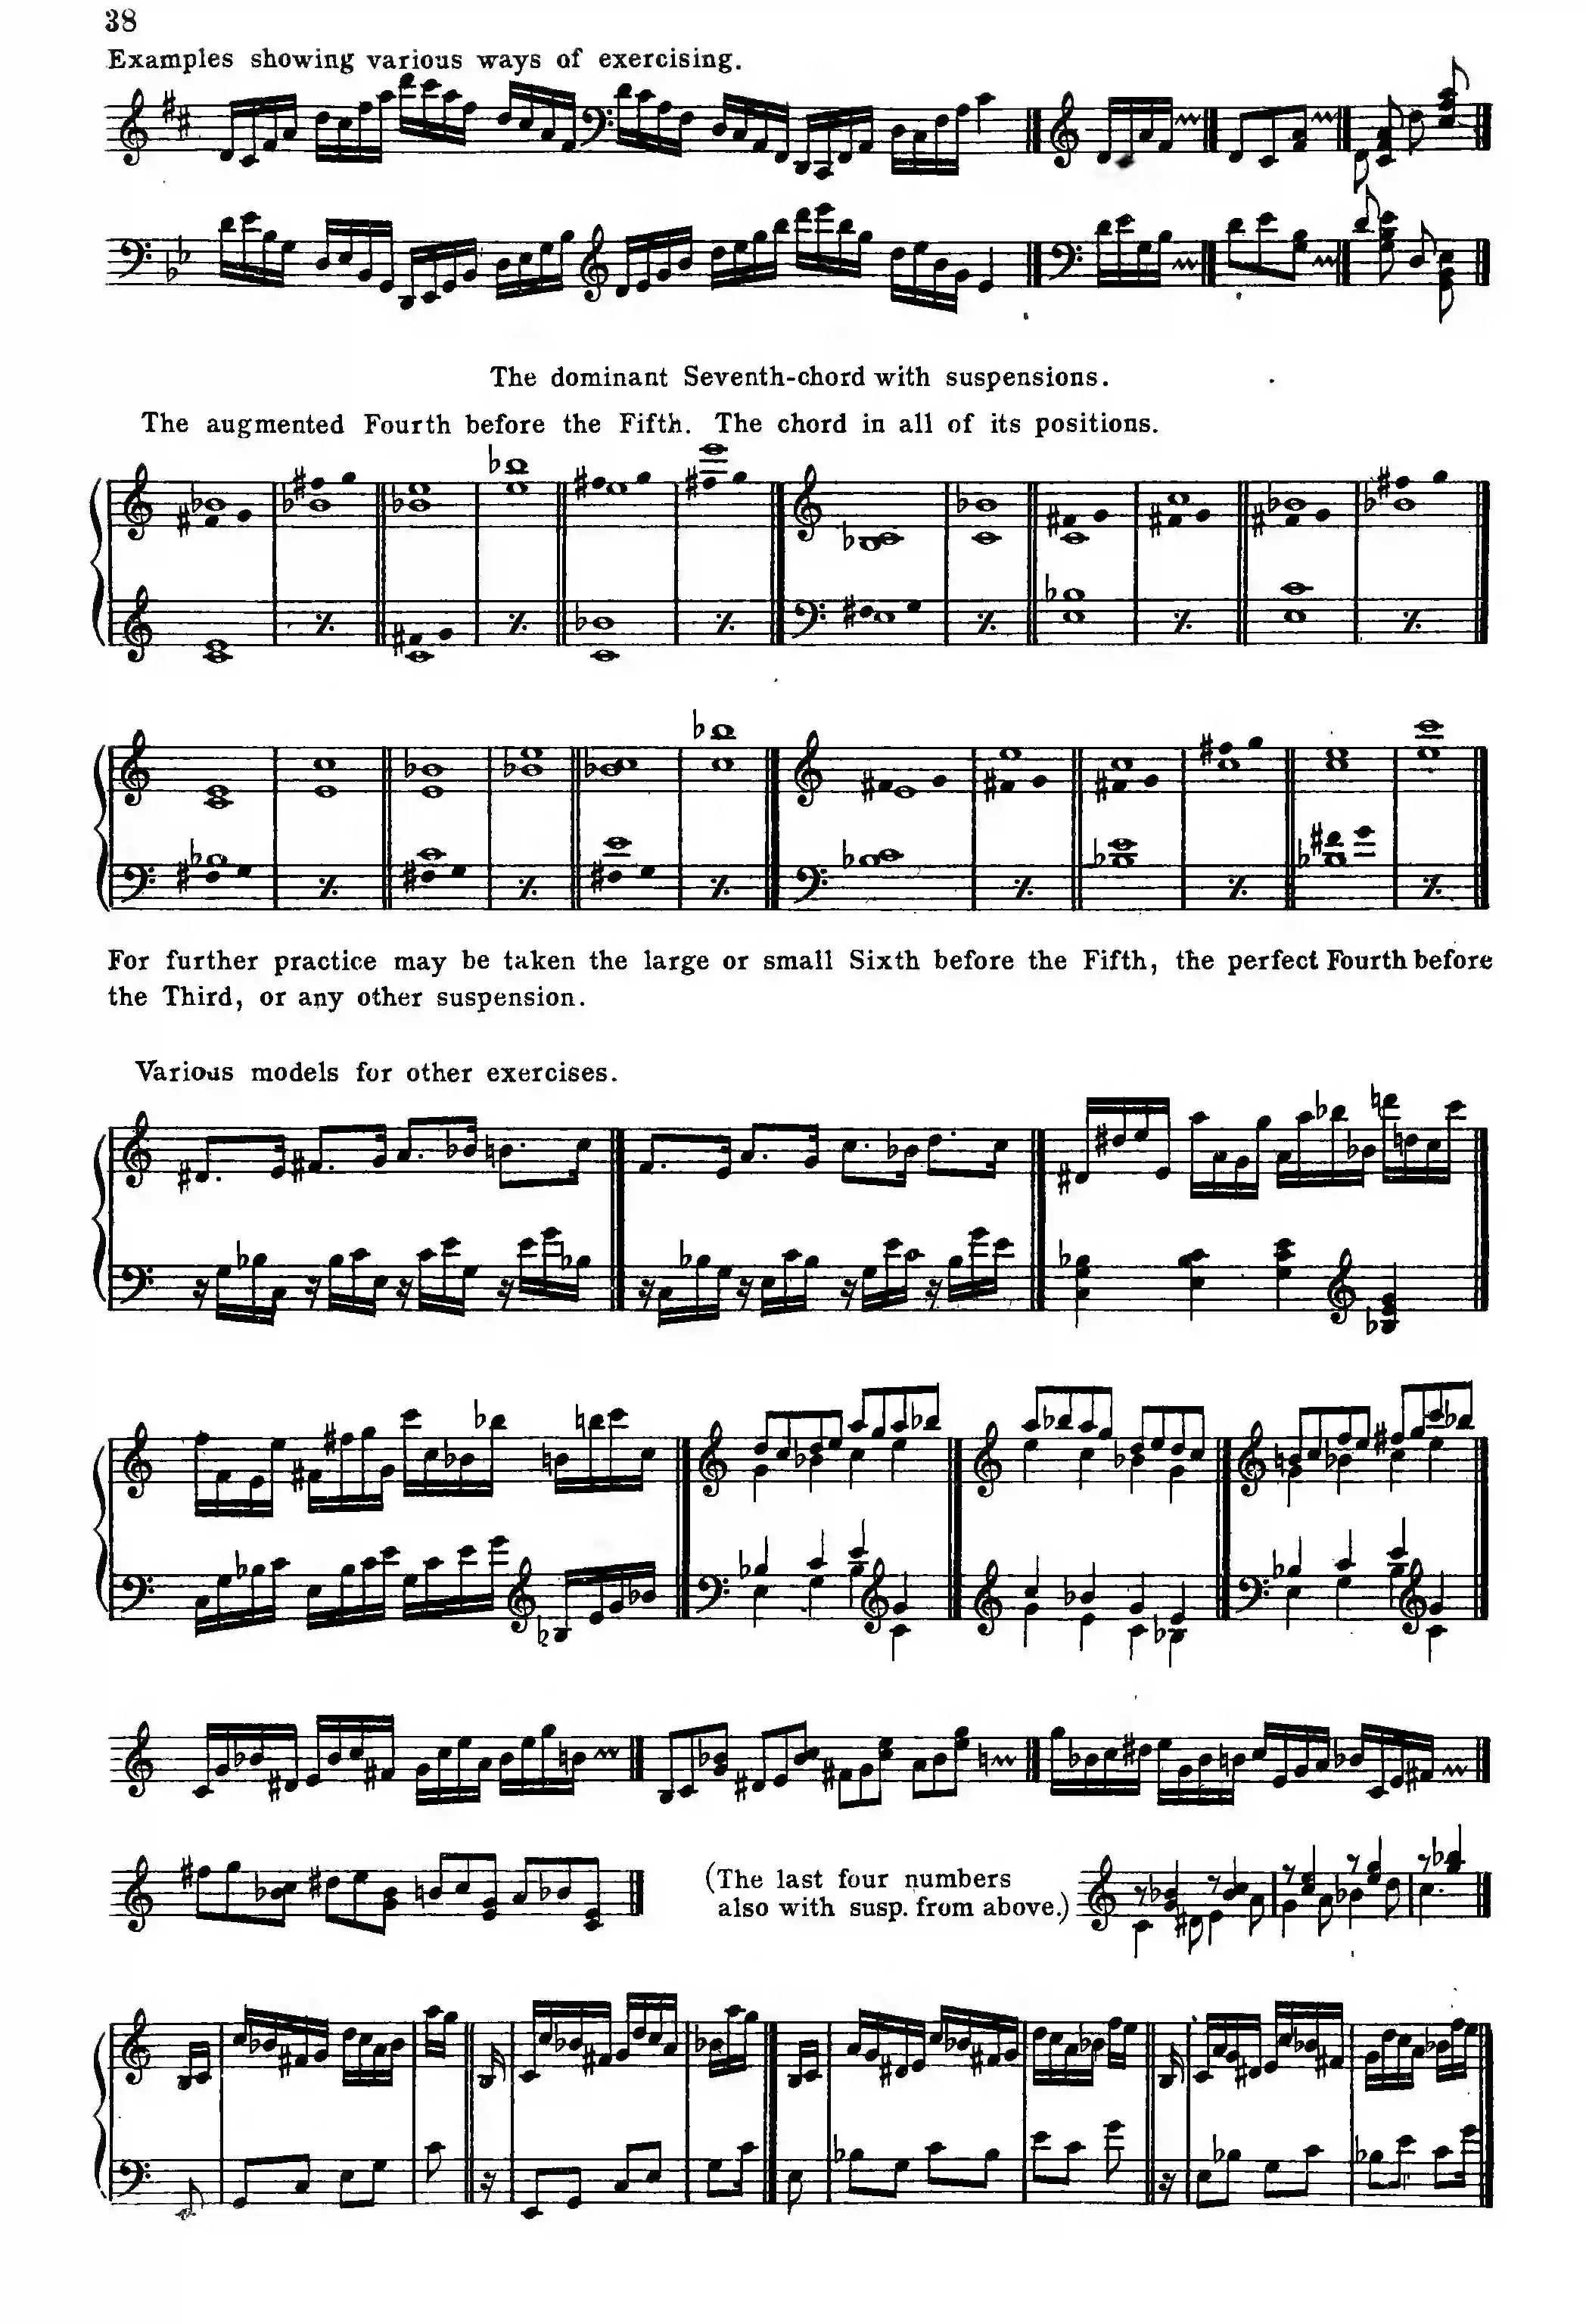 38
Examples showing various ways of exercising.
The dominant Seventh-chord with suspensions.
The augmented Fourth before the Fifth. The chord in all of its positions.
For further practice may be taken the large or small Sixth before the Fifth, the perfect Fourth before
the Third, or any other suspension.
Various models for other exercises.
(The last four numbers
also with susp. from above.)